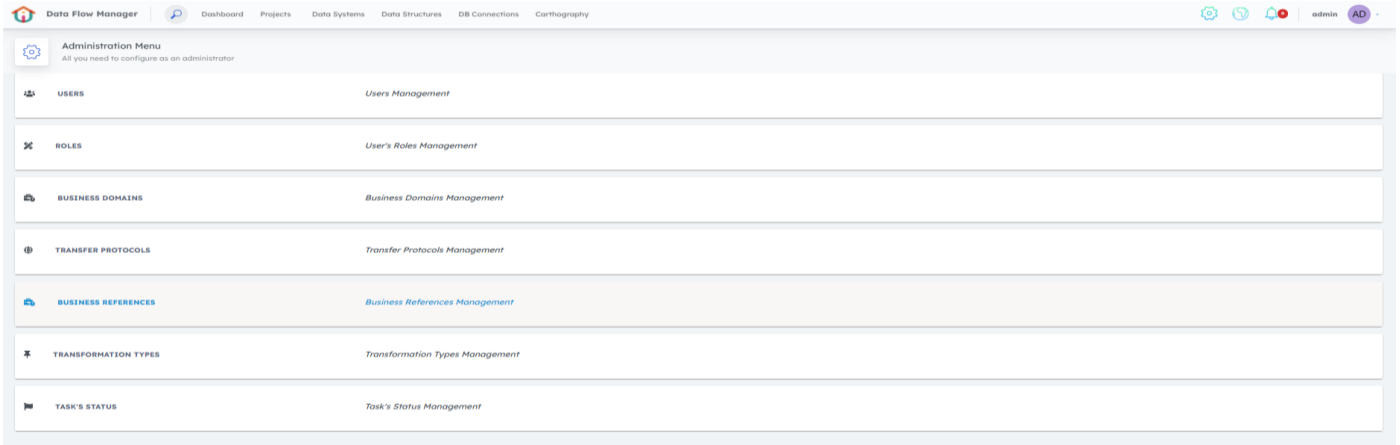 Data Flow Manager Dashboard Projects Data Systems Data Structures DB Connections Carthography admin AD
Administration Menu
All you need to configure as an administrator
USERS Users Management
ROLES User's Roles Management
BUSINESS DOMAINS Business Domains Management
TRANSFER PROTOCOLS Transfer Protocols Management
BUSINESS REFERENCES Business References Management
TRANSFORMATION TYPES Transformation Types Management
TASK'S STATUS Task's Status Management